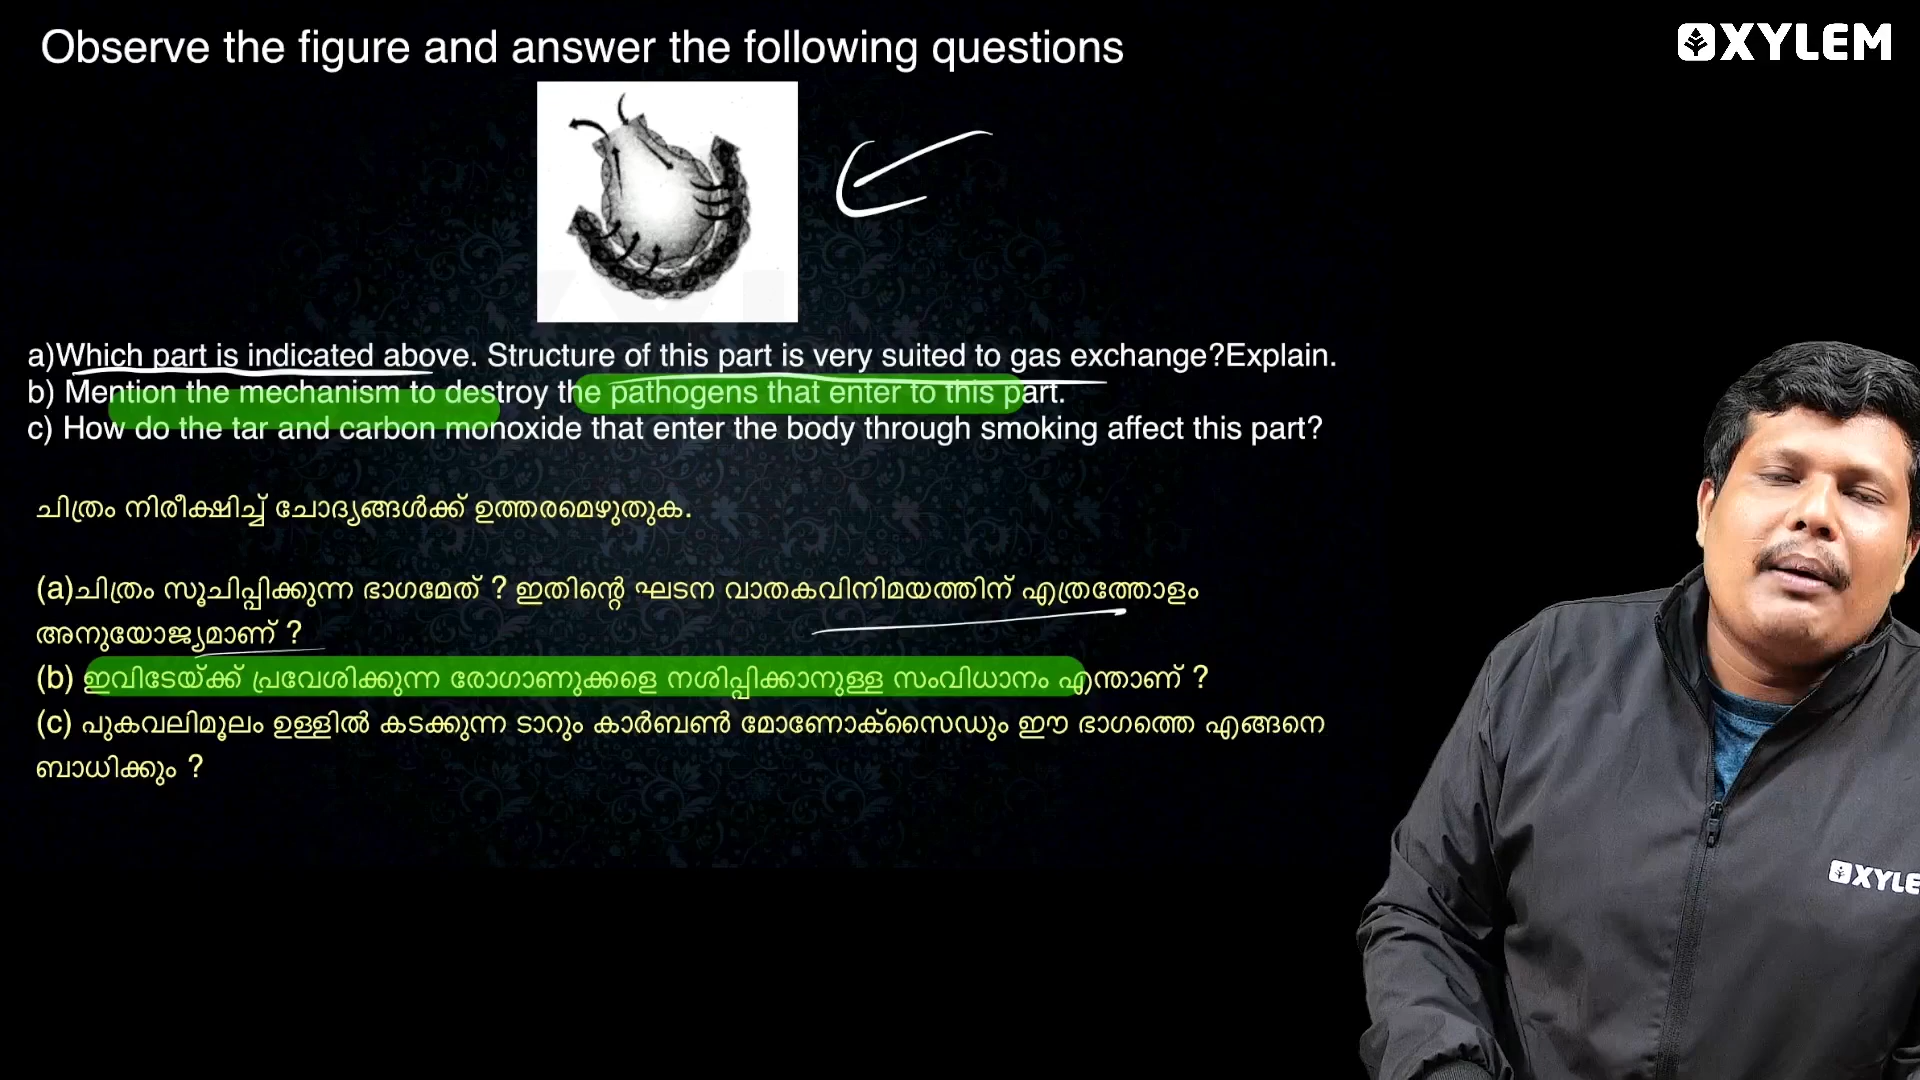 Observe the figure and answer the following questions
XYLEM
a)Which part is indicated above. Structure of this part is very suited to gas exchange?Explain.
b) Mention the mechanism to destroy the pathogens that enter to this part.
c) How do the tar and carbon monoxide that enter the body through smoking affect this part?
ചിത്രം നിരീക്ഷിച്ച് ചോദ്യങ്ങൾക്ക് ഉത്തരമെഴുതുക.
(a)ചിത്രം സൂചിപ്പിക്കുന്ന ഭാഗമേത് ? ഇതിന്റെ ഘടന വാതകവിനിമയത്തിന് എത്രത്തോളം
അനുയോജ്യമാണ് ?
(b) ഇവിടേയ്ക്ക് പ്രവേശിക്കുന്ന രോഗാണുക്കളെ നശിപ്പിക്കാനുള്ള സംവിധാനം എന്താണ് ?
(c) പുകവലിമൂലം ഉള്ളിൽ കടക്കുന്ന ടാറും കാർബൺ മോണോക്സൈഡും ഈ ഭാഗത്തെ എങ്ങനെ
ബാധിക്കും ?
XYLE